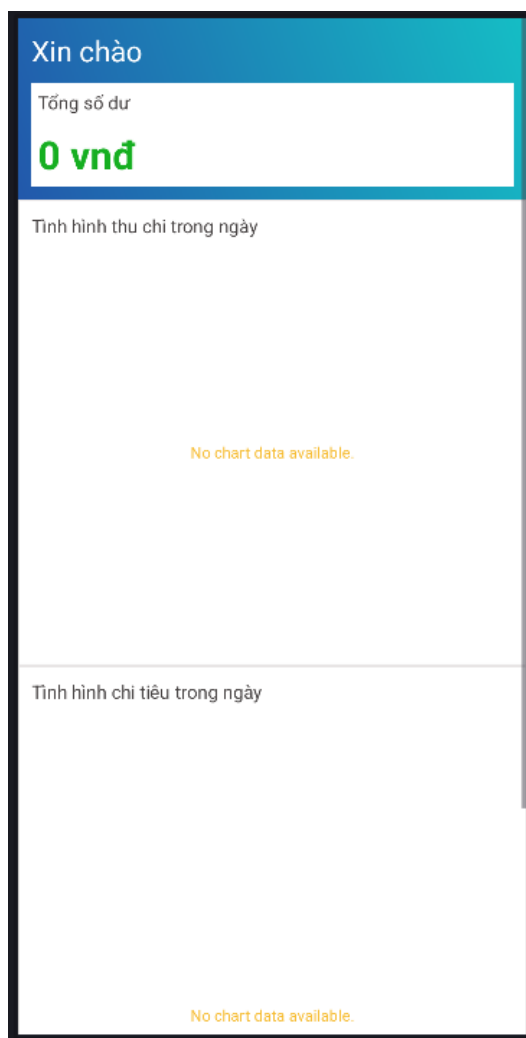 Xin chào
Tổng số dư
0 vnđ
Tình hình thu chi trong ngày
No chart data available.
Tình hình chi tiêu trong ngày
No chart data available.